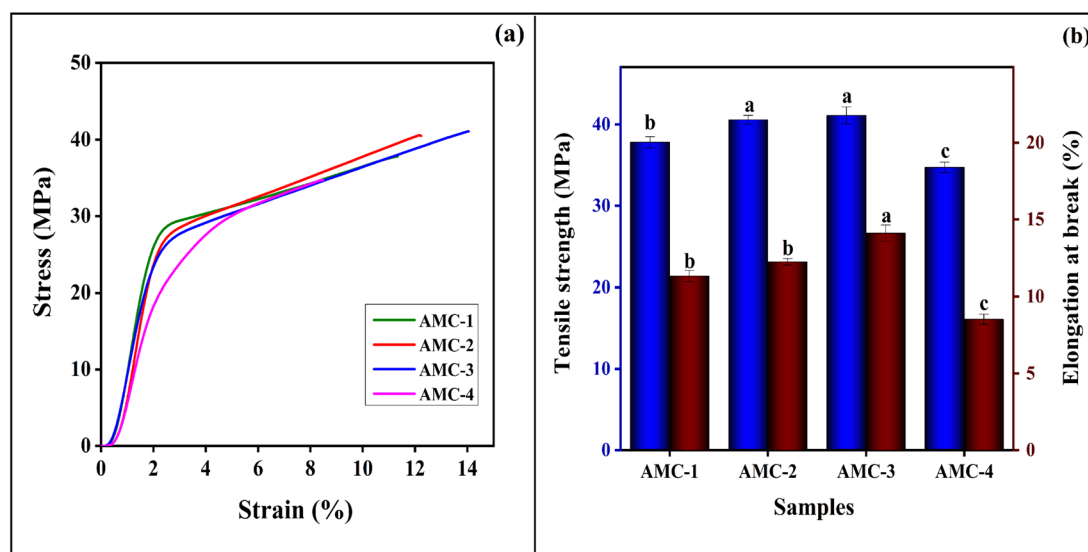 (a)
50
40
30
20
10
0
Stress (MPa)
AMC-1
AMC-2
AMC-3
AMC-4
0 2 4 6 8 10 12 14
Strain (%)
(b)
Tensile strength (MPa)
40
30
20
10
0
b a a c
b b a c
20
15
10
5
0
Elongation at break (%)
AMC-1 AMC-2 AMC-3 AMC-4
Samples